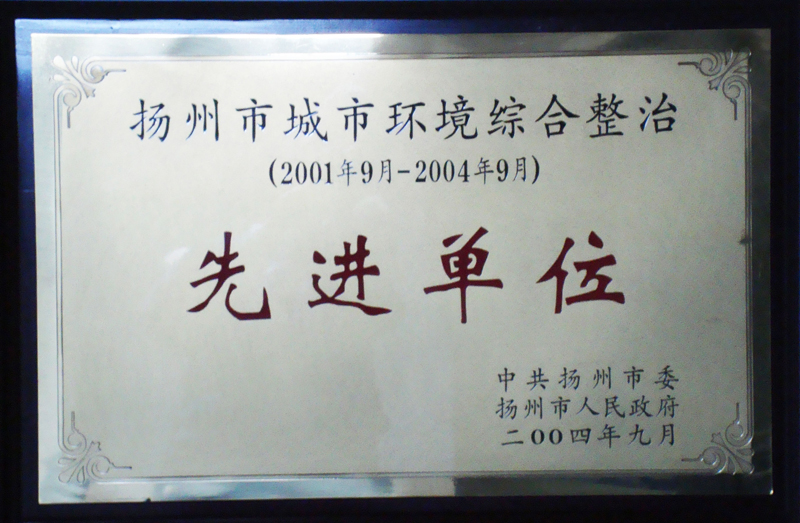 扬州市城市环境综合整治
(2001年9月-2004年9月)
先进单位
中共扬州市委
扬州市人民政府
二OO四年九月